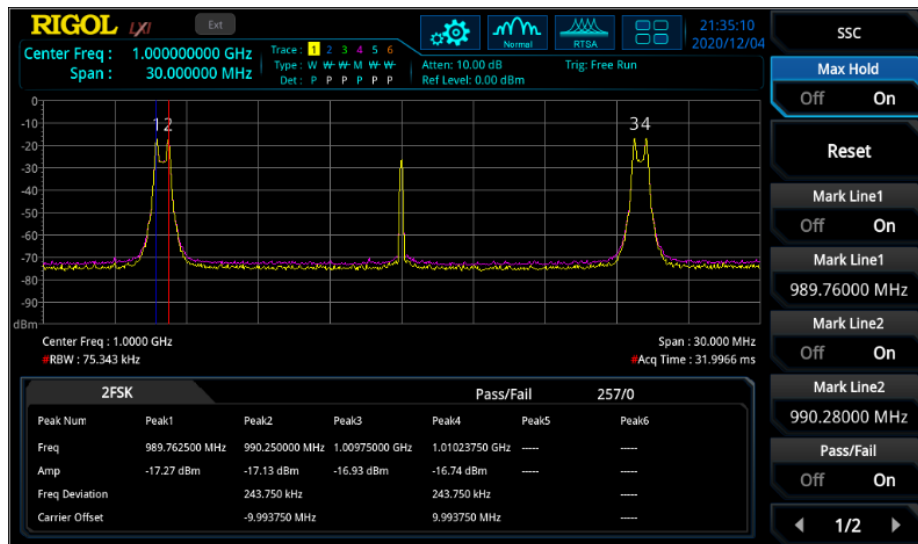 RIGOL LXI Ext
21:35:10
2020/12/04
Normal
RTSA
Center Freq : 1.000000000 GHz
Span : 30.000000 MHz
Trace : 1 2 3 4 5 6
Type : W W W M W W
Det : P P P P P P
Atten: 10.00 dB
Ref Level: 0.00 dBm
Trig: Free Run
0
-10
-20
-30
-40
-50
-60
-70
-80
-90
dBm
1 2
3 4
Center Freq : 1.0000 GHz
Span : 30.000 MHz
#RBW : 75.343 kHz
#Acq Time : 31.9966 ms
2FSK Pass/Fail 257/0
Peak Num Peak1 Peak2 Peak3 Peak4 Peak5 Peak6
Freq 989.762500 MHz 990.250000 MHz 1.00975000 GHz 1.01023750 GHz ----- -----
Amp -17.27 dBm -17.13 dBm -16.93 dBm -16.74 dBm ----- -----
Freq Deviation 243.750 kHz 243.750 kHz -----
Carrier Offset -9.993750 MHz 9.993750 MHz -----
SSC
Max Hold
Off On
Reset
Mark Line1
Off On
Mark Line1
989.76000 MHz
Mark Line2
Off On
Mark Line2
990.28000 MHz
Pass/Fail
Off On
1/2